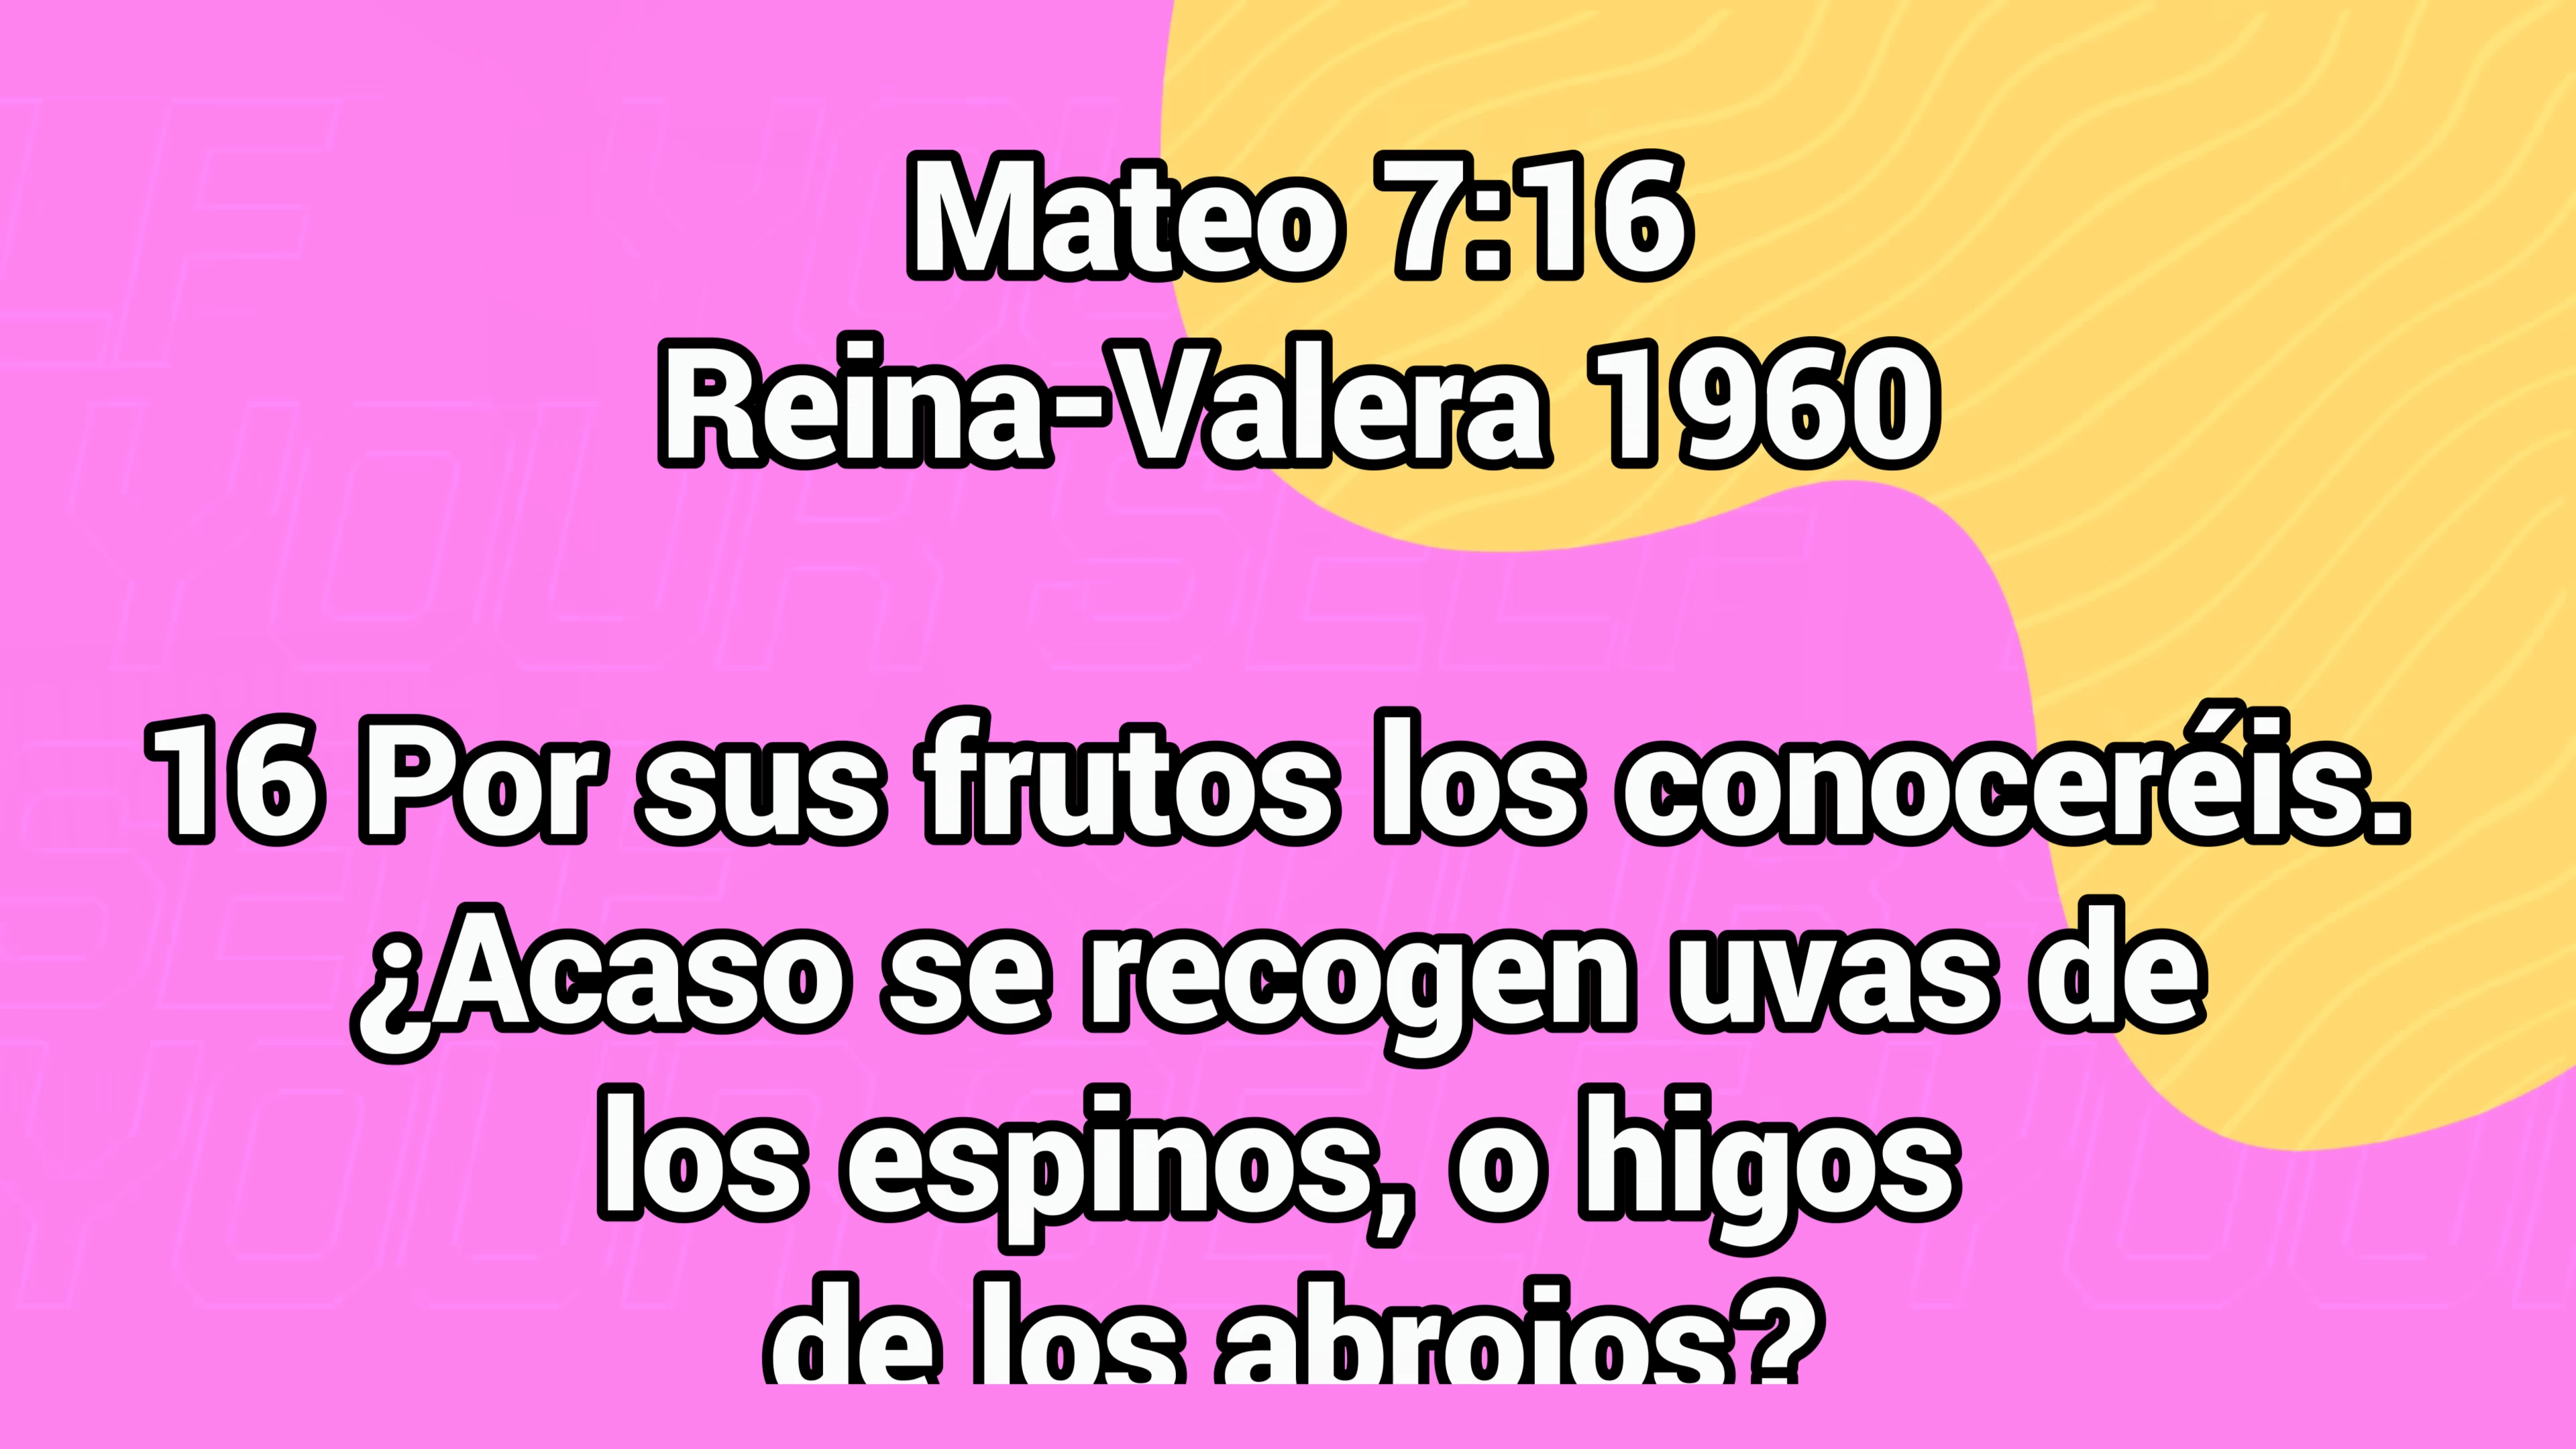 Mateo 7:16
Reina-Valera 1960
16 Por sus frutos los conoceréis.
¿Acaso se recogen uvas de
los espinos, o higos
de los abrojos?